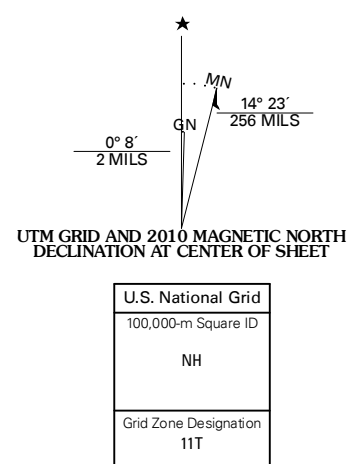 MN
14° 23´
256 MILS
GN
0° 8´
2 MILS
UTM GRID AND 2010 MAGNETIC NORTH
DECLINATION AT CENTER OF SHEET
U.S. National Grid
100,000-m Square ID
NH
Grid Zone Designation
11T